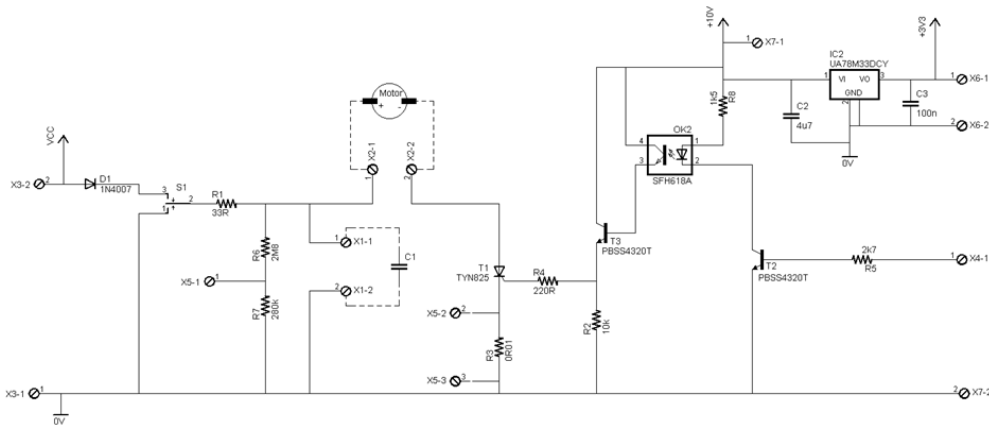 +10V
+3V3
1
X7-1
IC2
UA78M33DCY
1
VI
VO
3
GND
2
X6-1
1
C2
4u7
C3
100n
X6-2
2
0V
1k5
R8
OK2
4
1
3
2
SFH618A
Motor
+ -
X2-1
X2-2
1
2
VCC
X3-2
2
D1
1N4007
S1
3
2
1
R1
33R
R6
2M8
X5-1
1
R7
280k
1
X1-1
C1
2
X1-2
T1
TYN825
R4
220R
X5-2
2
R3
0R01
X5-3
3
T3
PBSS4320T
R2
10k
T2
PBSS4320T
2k7
R5
1
X4-1
X3-1
1
0V
2
X7-2